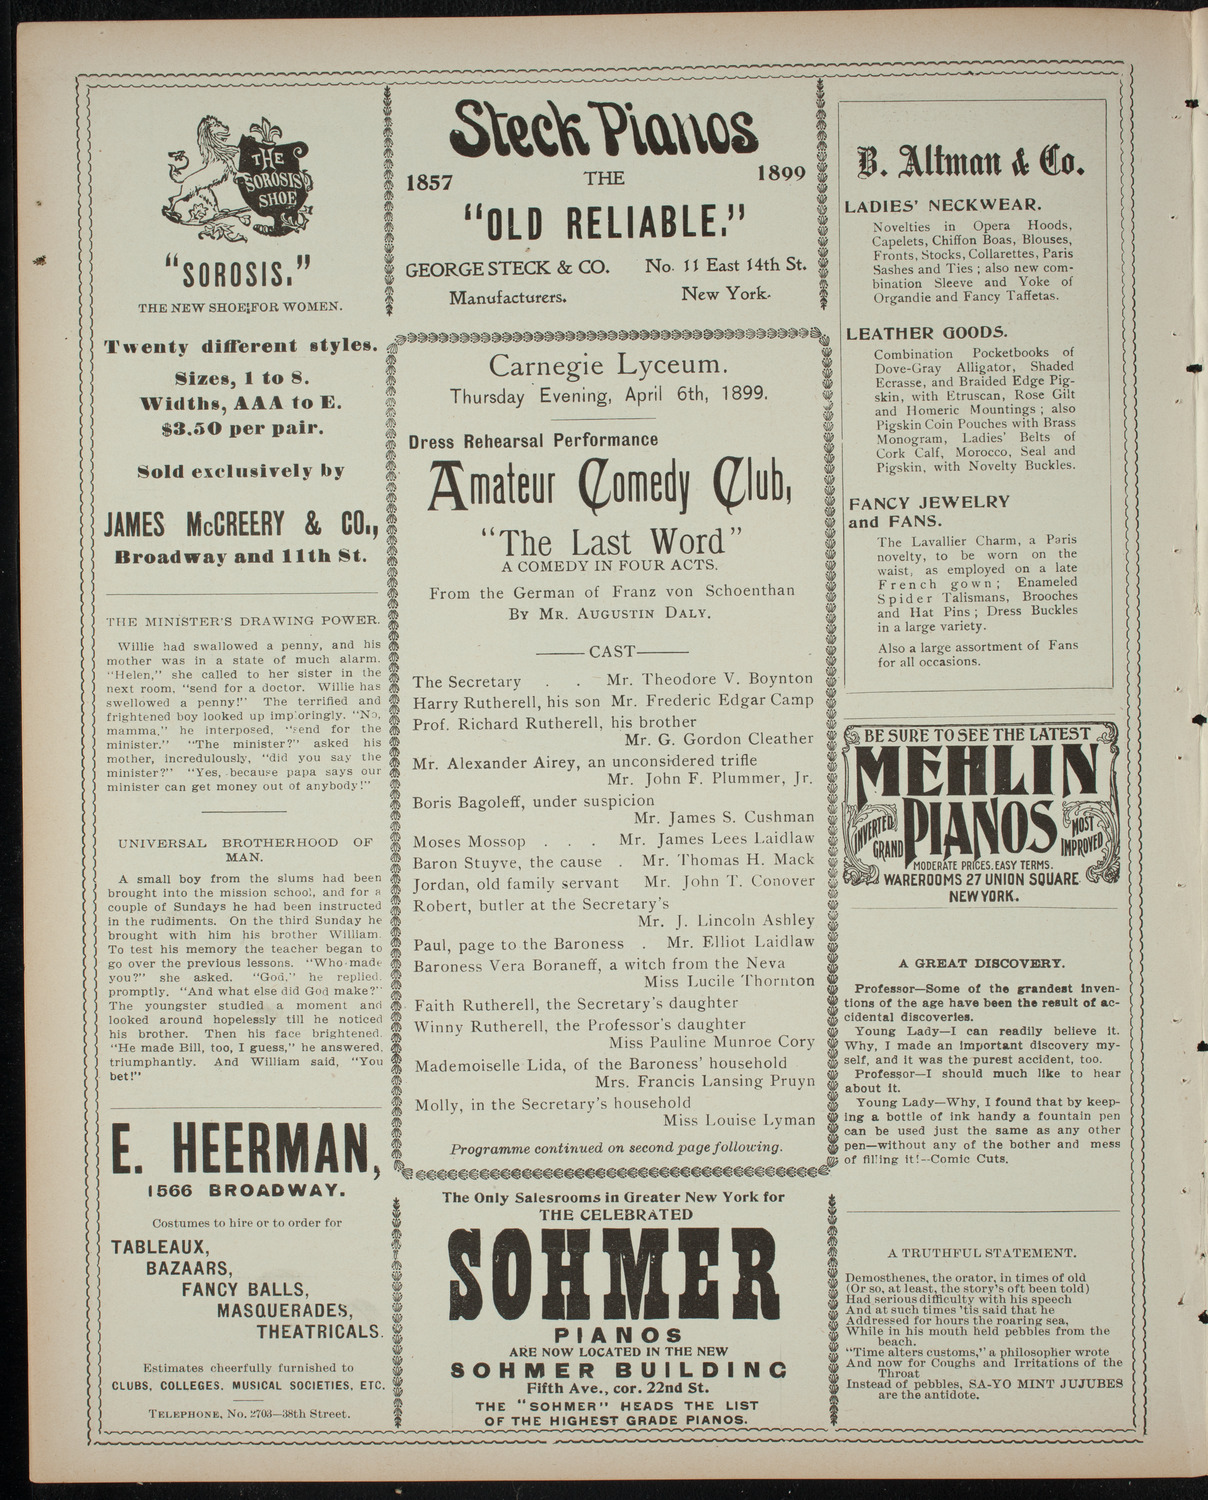 THE
SOROSIS
SHOE
"SOROSIS."
THE NEW SHOE FOR WOMEN.
Twenty different styles.
Sizes, 1 to 8.
Widths, AAA to E.
$3.50 per pair.
Sold exclusively by
JAMES McCREERY & CO.,
Broadway and 11th St.
THE MINISTER'S DRAWING POWER.
Willie had swallowed a penny, and his
mother was in a state of much alarm.
"Helen," she called to her sister in the
next room, "send for a doctor. Willie has
swellowed a penny!" The terrified and
frightened boy looked up imploringly. "No,
mamma," he interposed, "send for the
minister." "The minister?" asked his
mother, incredulously, "did you say the
minister?" "Yes, because papa says our
minister can get money out of anybody!"
UNIVERSAL BROTHERHOOD OF
MAN.
A small boy from the slums had been
brought into the mission school, and for a
couple of Sundays he had been instructed
in the rudiments. On the third Sunday he
brought with him his brother William.
To test his memory the teacher began to
go over the previous lessons. "Who made
you?" she asked. "God," he replied,
promptly. "And what else did God make?"
The youngster studied a moment and
looked around hopelessly till he noticed
his brother. Then his face brightened.
"He made Bill, too, I guess," he answered,
triumphantly. And William said, "You
bet!"
E. HEERMAN,
1566 BROADWAY.
Costumes to hire or to order for
TABLEAUX,
BAZAARS,
FANCY BALLS,
MASQUERADES,
THEATRICALS.
Estimates cheerfully furnished to
CLUBS, COLLEGES, MUSICAL SOCIETIES, ETC.
TELEPHONE, No. 2703—38th Street.
Steck Pianos
1857 THE 1899
"OLD RELIABLE."
GEORGE STECK & CO. No. 11 East 14th St.
Manufacturers. New York.
Carnegie Lyceum.
Thursday Evening, April 6th, 1899.
Dress Rehearsal Performance
Amateur Comedy Club,
"The Last Word"
A COMEDY IN FOUR ACTS.
From the German of Franz von Schoenthan
BY MR. AUGUSTIN DALY.
CAST
The Secretary . . Mr. Theodore V. Boynton
Harry Rutherell, his son Mr. Frederic Edgar Camp
Prof. Richard Rutherell, his brother
Mr. G. Gordon Cleather
Mr. Alexander Airey, an unconsidered trifle
Mr. John F. Plummer, Jr.
Boris Bagoleff, under suspicion
Mr. James S. Cushman
Moses Mossop . . . Mr. James Lees Laidlaw
Baron Stuyve, the cause . Mr. Thomas H. Mack
Jordan, old family servant Mr. John T. Conover
Robert, butler at the Secretary's
Mr. J. Lincoln Ashley
Paul, page to the Baroness . Mr. Elliot Laidlaw
Baroness Vera Boraneff, a witch from the Neva
Miss Lucile Thornton
Faith Rutherell, the Secretary's daughter
Winny Rutherell, the Professor's daughter
Miss Pauline Munroe Cory
Mademoiselle Lida, of the Baroness' household
Mrs. Francis Lansing Pruyn
Molly, in the Secretary's household
Miss Louise Lyman
Programme continued on second page following.
The Only Salesrooms in Greater New York for
THE CELEBRATED
SOHMER
PIANOS
ARE NOW LOCATED IN THE NEW
SOHMER BUILDING
Fifth Ave., cor. 22nd St.
THE "SOHMER" HEADS THE LIST
OF THE HIGHEST GRADE PIANOS.
B. Altman & Co.
LADIES' NECKWEAR.
Novelties in Opera Hoods,
Capelets, Chiffon Boas, Blouses,
Fronts, Stocks, Collarettes, Paris
Sashes and Ties ; also new com-
bination Sleeve and Yoke of
Organdie and Fancy Taffetas.
LEATHER GOODS.
Combination Pocketbooks of
Dove-Gray Alligator, Shaded
Ecrasse, and Braided Edge Pig-
skin, with Etruscan, Rose Gilt
and Homeric Mountings ; also
Pigskin Coin Pouches with Brass
Monogram, Ladies' Belts of
Cork Calf, Morocco, Seal and
Pigskin, with Novelty Buckles.
FANCY JEWELRY
and FANS.
The Lavallier Charm, a Paris
novelty, to be worn on the
waist, as employed on a late
French gown ; Enameled
Spider Talismans, Brooches
and Hat Pins ; Dress Buckles
in a large variety.
Also a large assortment of Fans
for all occasions.
BE SURE TO SEE THE LATEST
MEHLIN
INVERTED GRAND PIANOS MOST IMPROVED
MODERATE PRICES. EASY TERMS.
WAREROOMS 27 UNION SQUARE
NEW YORK.
A GREAT DISCOVERY.
Professor—Some of the grandest inven-
tions of the age have been the result of ac-
cidental discoveries.
Young Lady—I can readily believe it.
Why, I made an important discovery my-
self, and it was the purest accident, too.
Professor—I should much like to hear
about it.
Young Lady—Why, I found that by keep-
ing a bottle of ink handy a fountain pen
can be used just the same as any other
pen—without any of the bother and mess
of filling it!--Comic Cuts.
A TRUTHFUL STATEMENT.
Demosthenes, the orator, in times of old
(Or so, at least, the story's oft been told)
Had serious difficulty with his speech
And at such times 'tis said that he
Addressed for hours the roaring sea,
While in his mouth held pebbles from the
beach.
"Time alters customs," a philosopher wrote
And now for Coughs and Irritations of the
Throat
Instead of pebbles, SA-YO MINT JUJUBES
are the antidote.